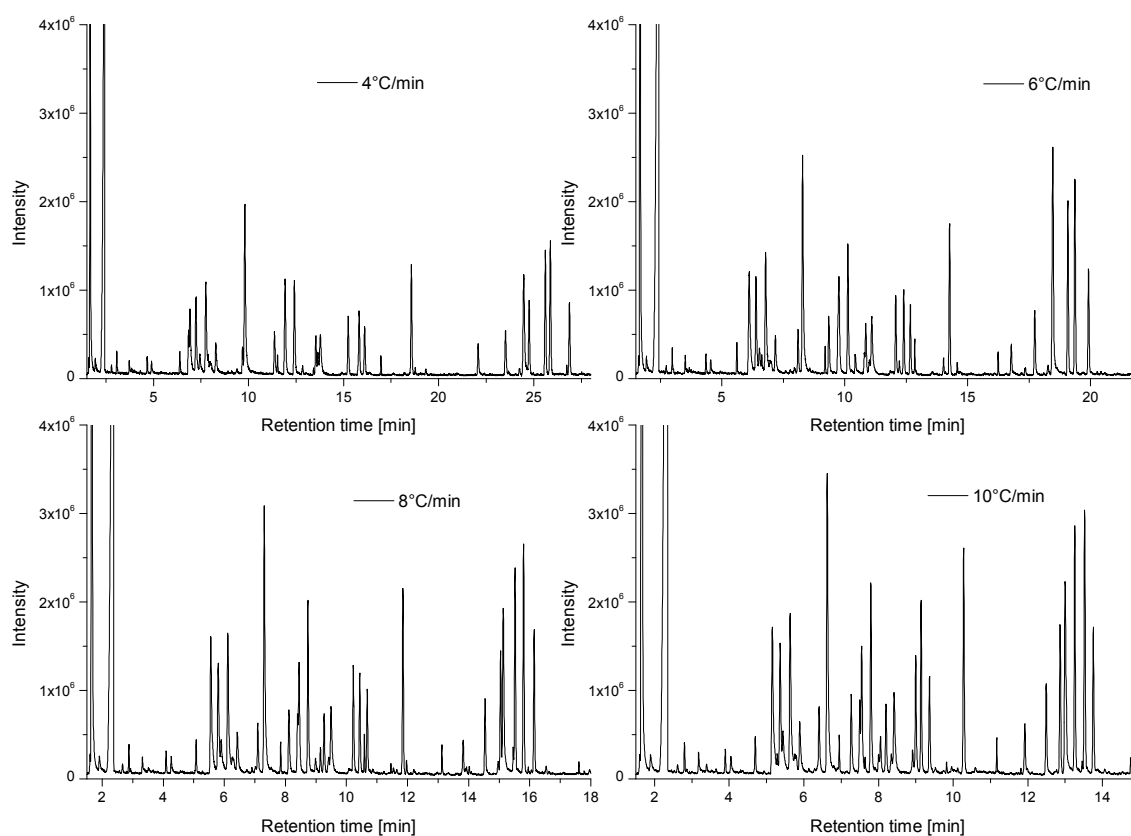 4x10⁶
3x10⁶
2x10⁶
1x10⁶
0
Intensity
4°C/min
5
10
15
20
25
Retention time [min]
4x10⁶
3x10⁶
2x10⁶
1x10⁶
0
Intensity
6°C/min
5
10
15
20
Retention time [min]
4x10⁶
3x10⁶
2x10⁶
1x10⁶
0
Intensity
8°C/min
2
4
6
8
10
12
14
16
18
Retention time [min]
4x10⁶
3x10⁶
2x10⁶
1x10⁶
0
Intensity
10°C/min
2
4
6
8
10
12
14
Retention time [min]